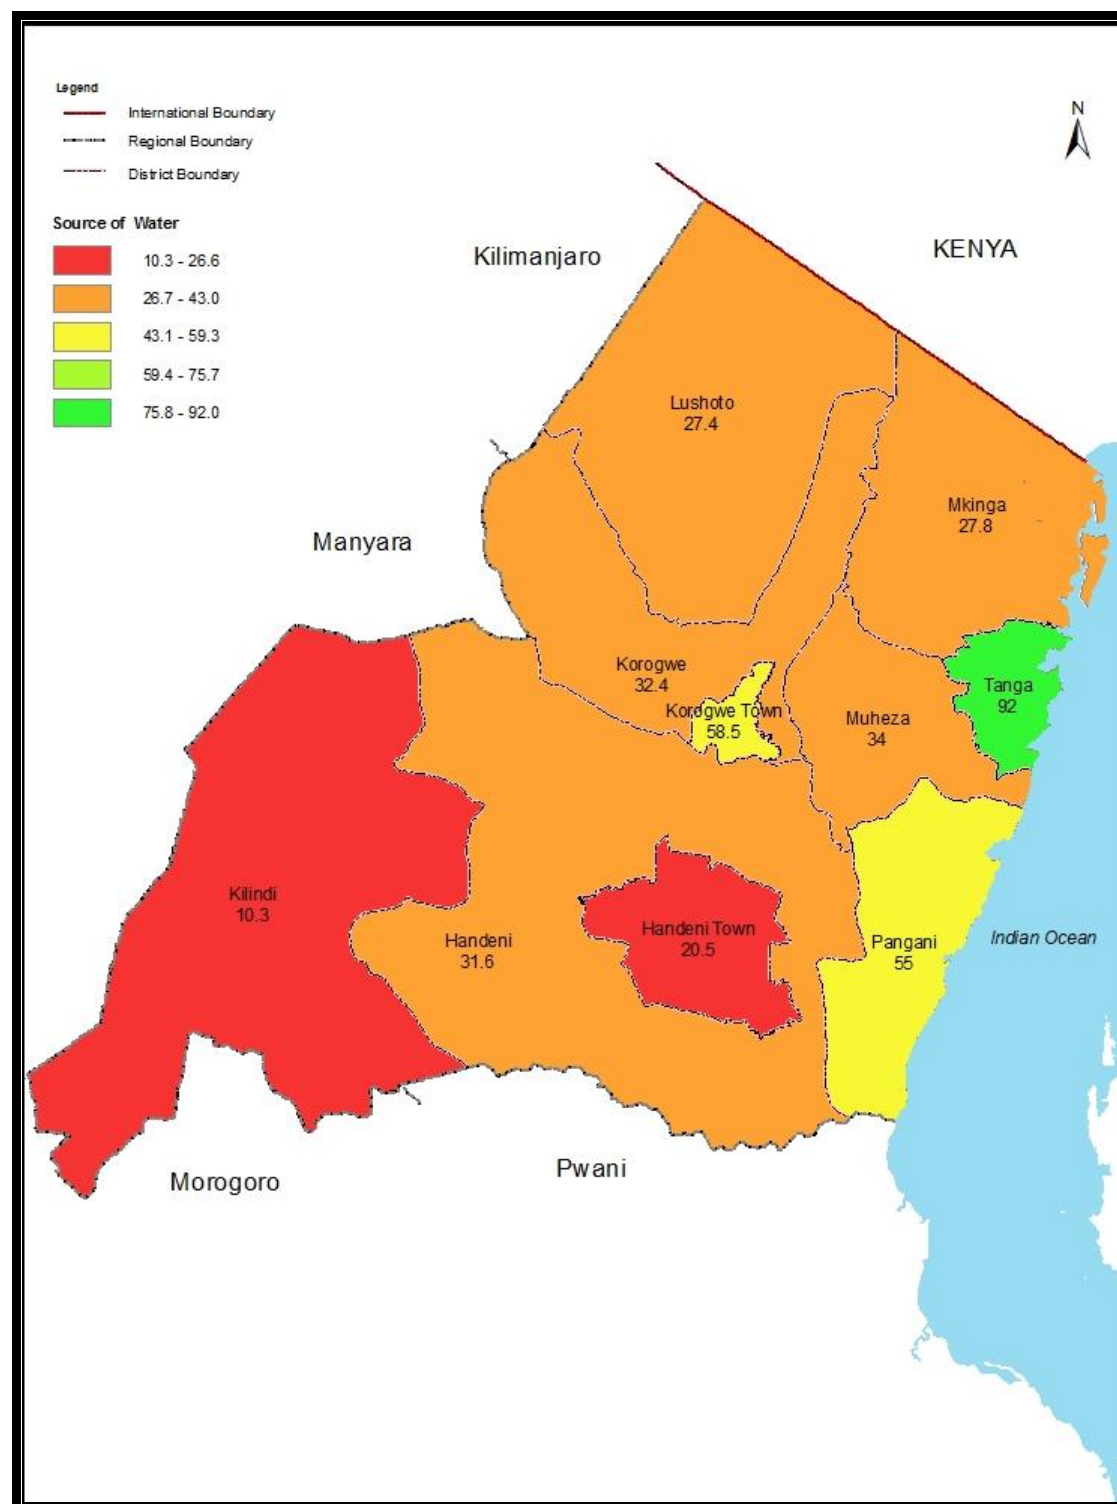 Legend
International Boundary
Regional Boundary
District Boundary
Source of Water
10.3 - 26.6
26.7 - 43.0
43.1 - 59.3
59.4 - 75.7
75.8 - 92.0
N
KENYA
Kilimanjaro
Lushoto
27.4
Mkinga
27.8
Manyara
Korogwe
32.4
Korogwe Town
58.5
Muheza
34
Tanga
92
Kilindi
10.3
Handeni
31.6
Handeni Town
20.5
Pangani
55
Indian Ocean
Morogoro
Pwani